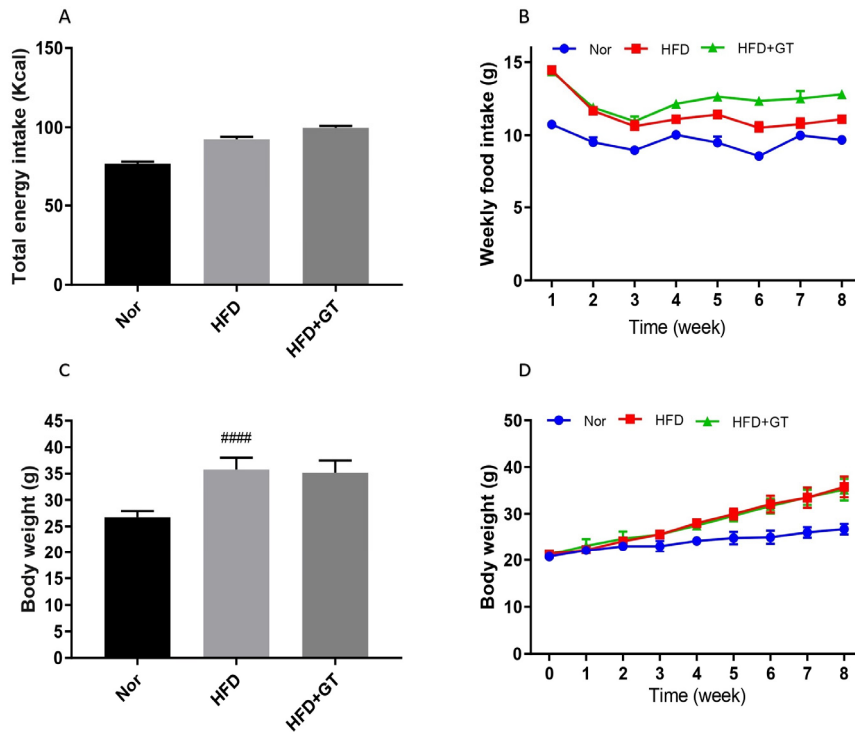 A
Total energy intake (Kcal)
150
100
50
0
Nor
HFD
HFD+GT
B
Nor HFD HFD+GT
Weekly food intake (g)
15
10
5
0
1 2 3 4 5 6 7 8
Time (week)
C
Body weight (g)
45
40
35
30
25
20
15
10
5
0
####
Nor
HFD
HFD+GT
D
Nor HFD HFD+GT
Body weight (g)
50
40
30
20
10
0
0 1 2 3 4 5 6 7 8
Time (week)